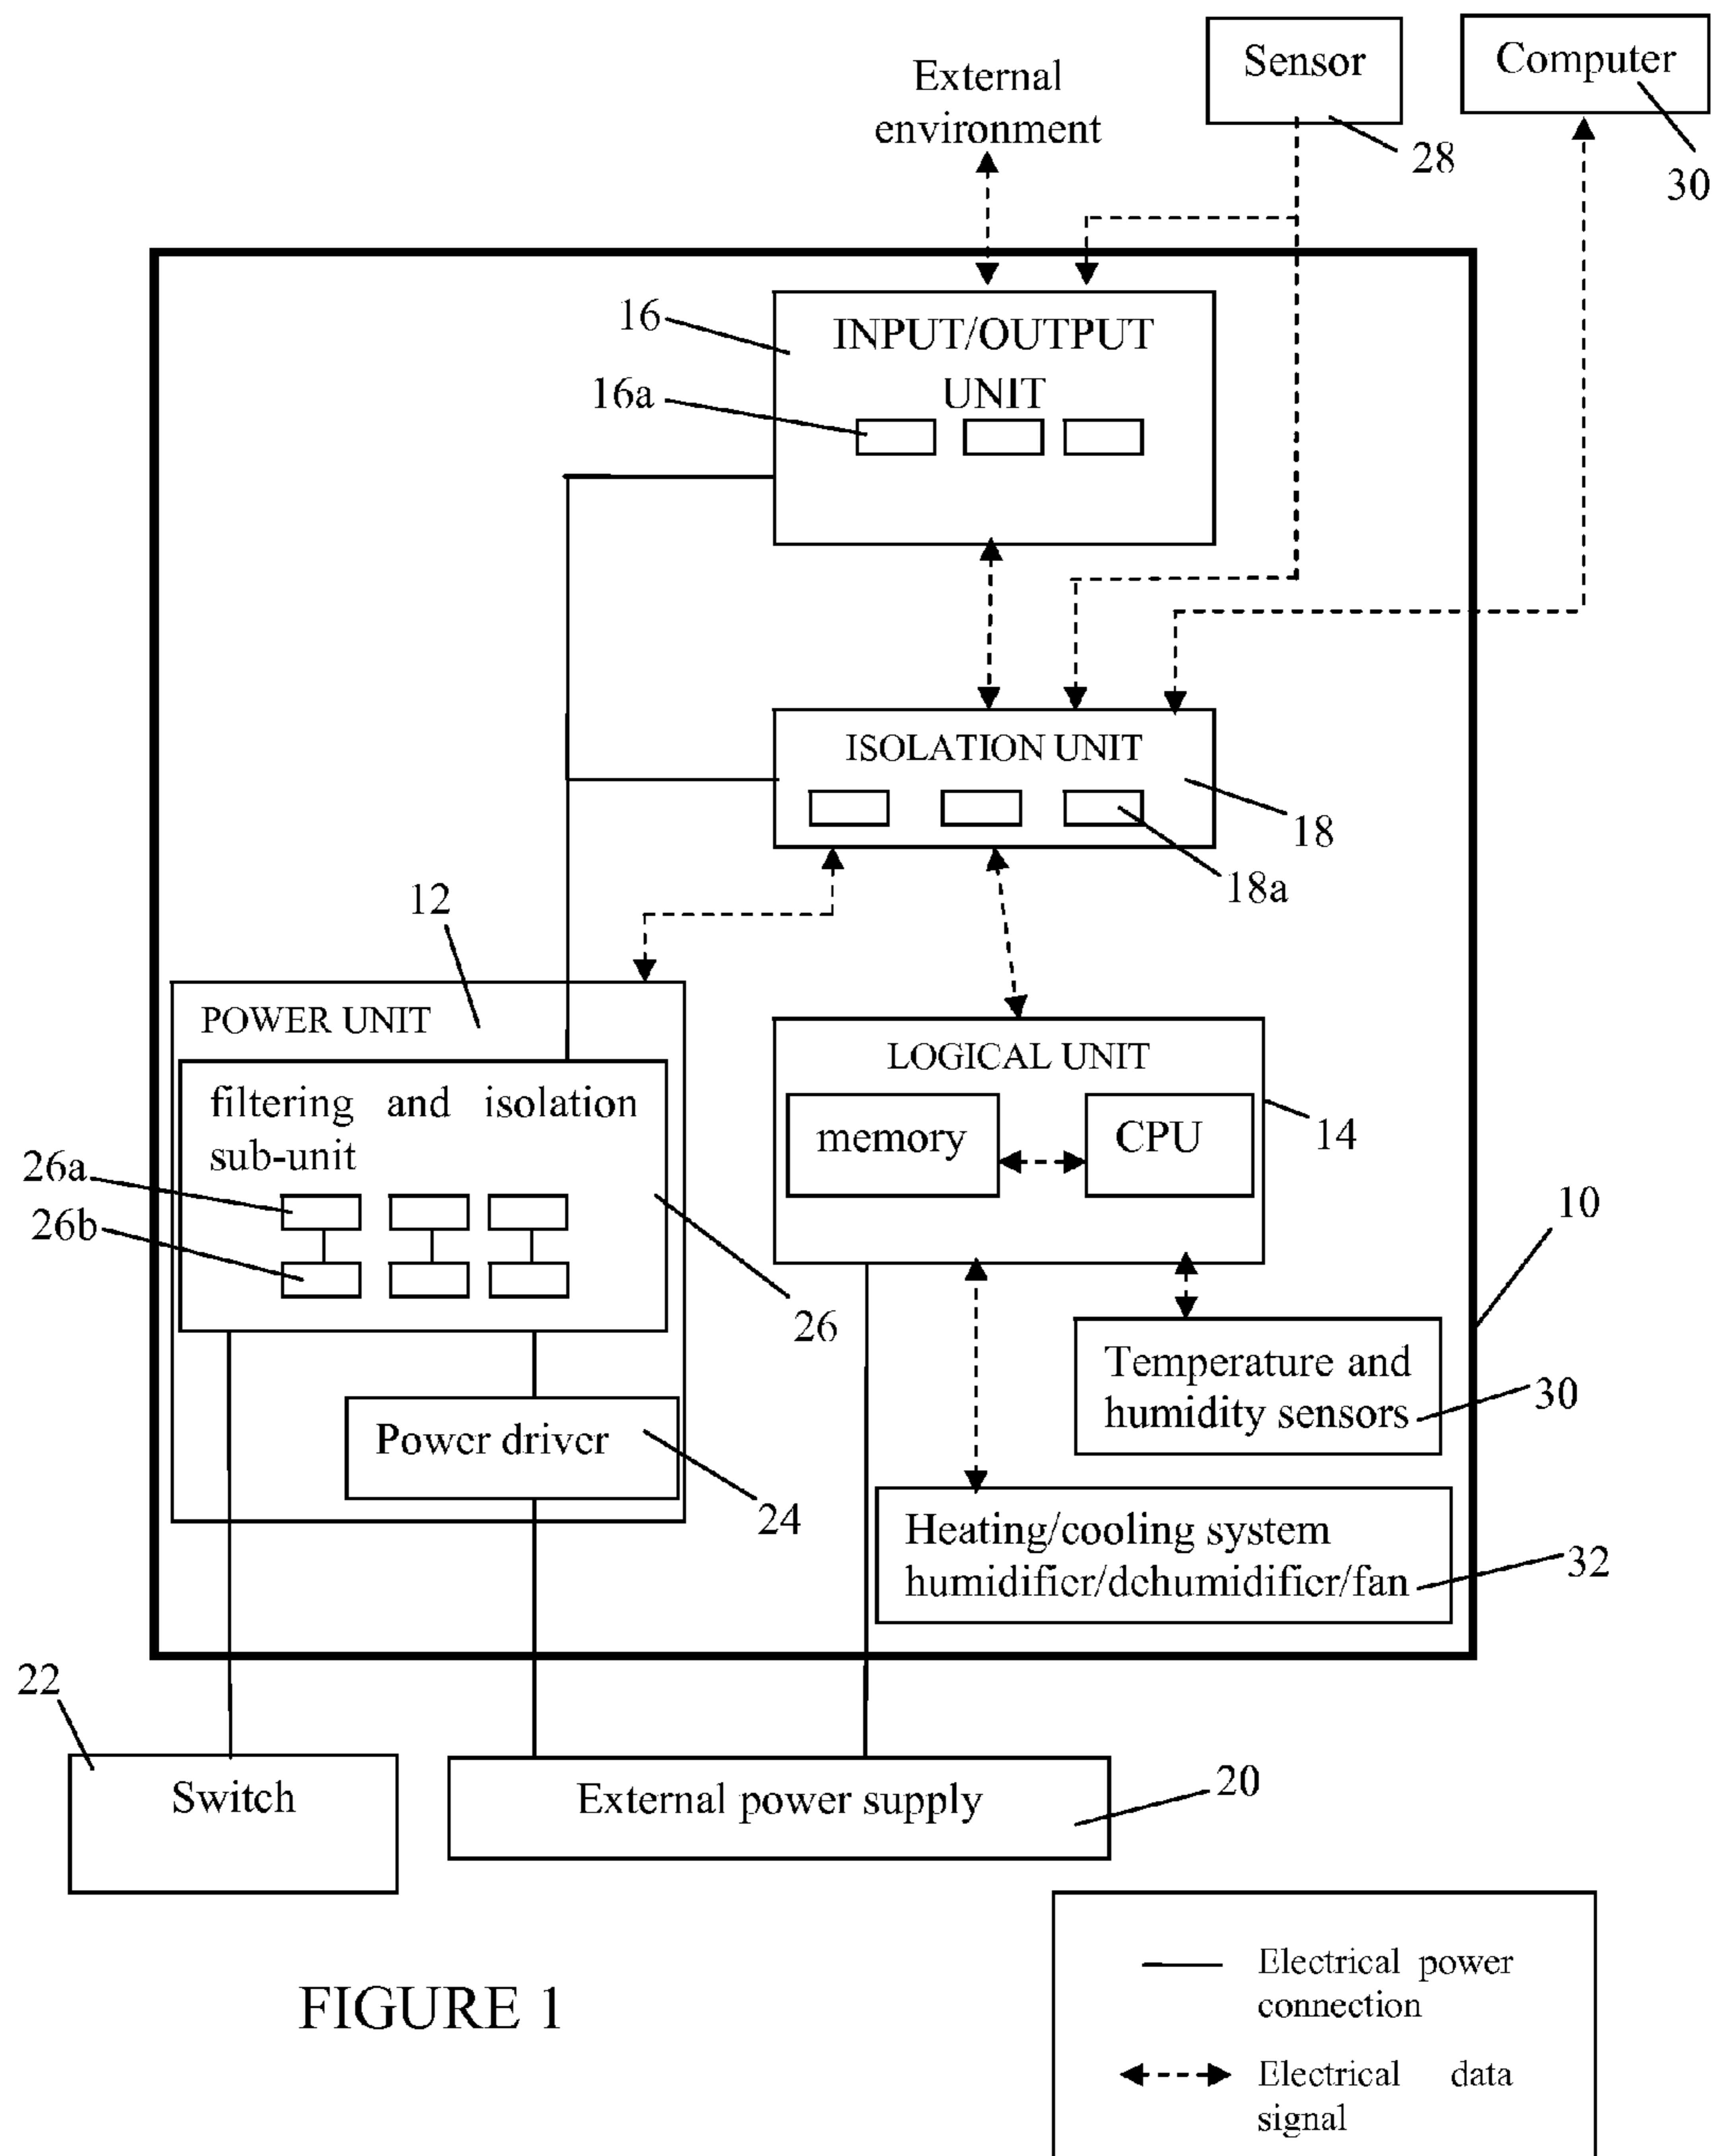 External
environment
Sensor
Computer
28
30
16
INPUT/OUTPUT
UNIT
16a
ISOLATION UNIT
18
18a
12
POWER UNIT
filtering and isolation
sub-unit
26a
26b
26
LOGICAL UNIT
memory
CPU
14
10
Temperature and
humidity sensors
30
Power driver
24
Heating/cooling system
humidifier/dehumidifier/fan
32
22
Switch
External power supply
20
FIGURE 1
Electrical power
connection
Electrical data
signal